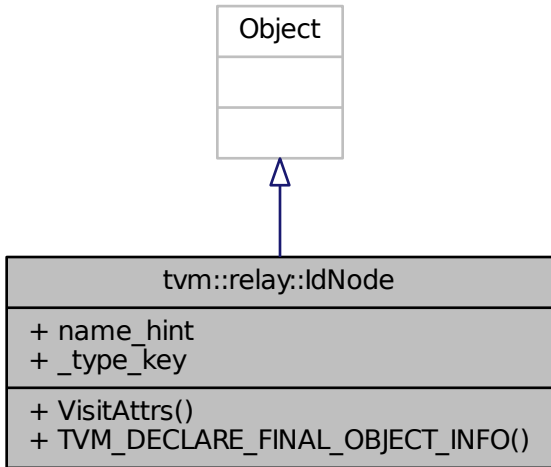 Object
tvm::relay::IdNode
+ name_hint
+ _type_key
+ VisitAttrs()
+ TVM_DECLARE_FINAL_OBJECT_INFO()